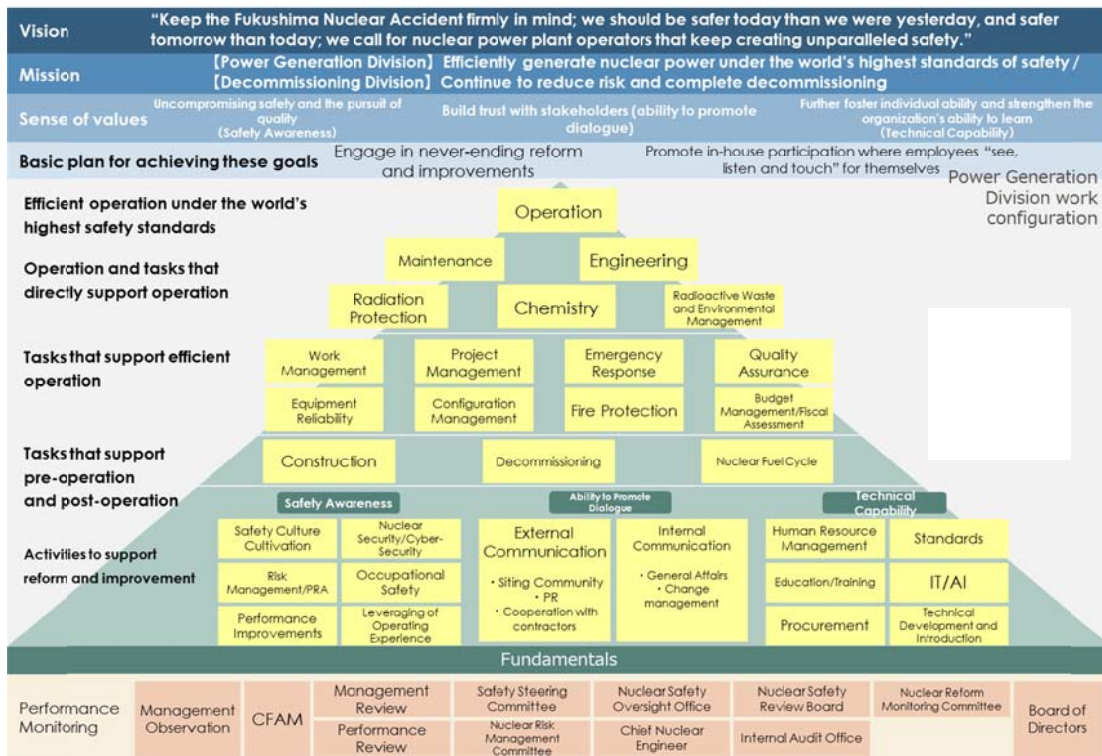 Vision
“Keep the Fukushima Nuclear Accident firmly in mind; we should be safer today than we were yesterday, and safer
tomorrow than today; we call for nuclear power plant operators that keep creating unparalleled safety.”
Mission
【Power Generation Division】 Efficiently generate nuclear power under the world’s highest standards of safety /
【Decommissioning Division】 Continue to reduce risk and complete decommissioning
Sense of values
Uncompromising safety and the pursuit of
quality
(Safety Awareness)
Build trust with stakeholders (ability to promote
dialogue)
Further foster individual ability and strengthen the
organization’s ability to learn
(Technical Capability)
Basic plan for achieving these goals
Engage in never-ending reform
and improvements
Promote in-house participation where employees “see,
listen and touch” for themselves
Power Generation
Division work
configuration
Efficient operation under the world’s
highest safety standards
Operation
Operation and tasks that
directly support operation
Maintenance
Engineering
Radiation
Protection
Chemistry
Radioactive Waste
and Environmental
Management
Tasks that support efficient
operation
Work
Management
Project
Management
Emergency
Response
Quality
Assurance
Equipment
Reliability
Configuration
Management
Fire Protection
Budget
Management/Fiscal
Assessment
Tasks that support
pre-operation
and post-operation
Construction
Decommissioning
Nuclear Fuel Cycle
Activities to support
reform and improvement
Safety Awareness
Ability to Promote
Dialogue
Technical
Capability
Safety Culture
Cultivation
Nuclear
Security/Cyber-
Security
Risk
Management/PRA
Occupational
Safety
Performance
Improvements
Leveraging of
Operating
Experience
External
Communication
・Siting Community
・PR
・Cooperation with
contractors
Internal
Communication
・General Affairs
・Change
management
Human Resource
Management
Standards
Education/Training
IT/AI
Procurement
Technical
Development and
Introduction
Fundamentals
Performance
Monitoring
Management
Observation
CFAM
Management
Review
Performance
Review
Safety Steering
Committee
Nuclear Risk
Management
Committee
Nuclear Safety
Oversight Office
Chief Nuclear
Engineer
Nuclear Safety
Review Board
Internal Audit Office
Nuclear Reform
Monitoring Committee
Board of
Directors